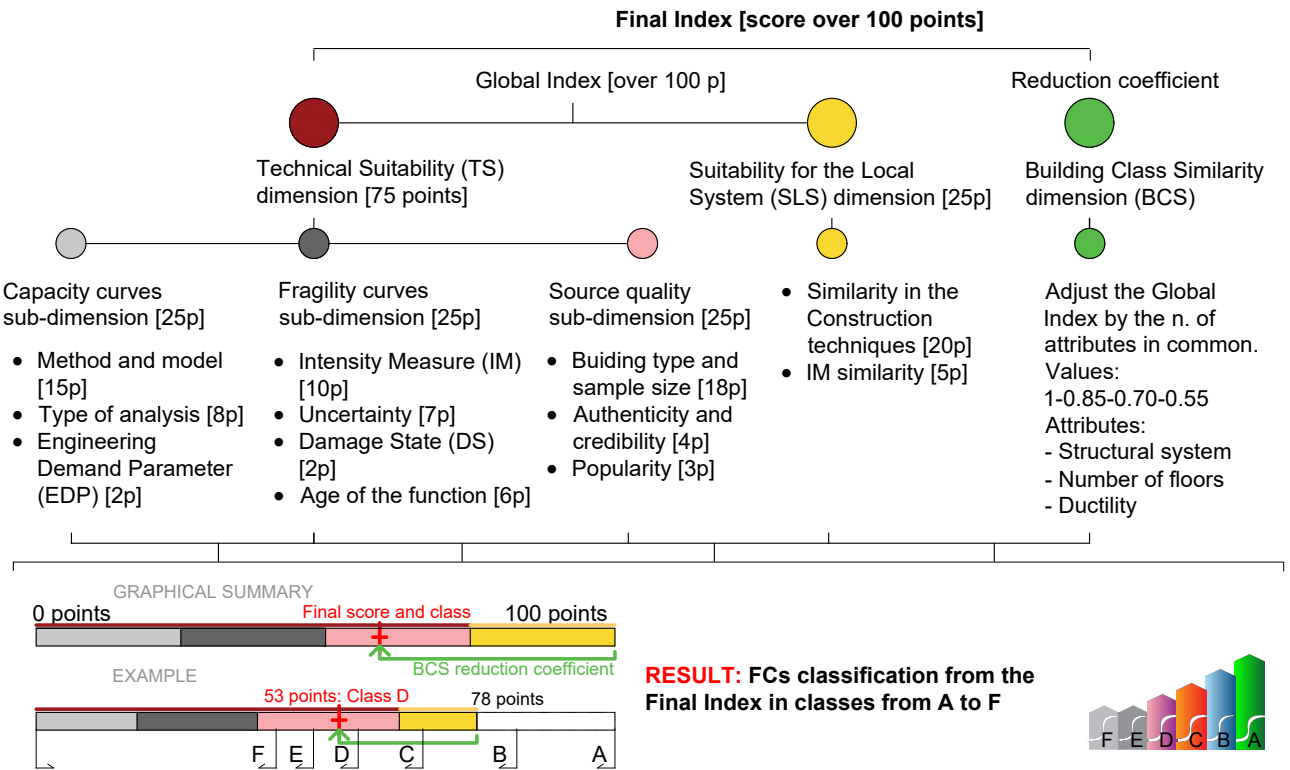 Final Index [score over 100 points]
Global Index [over 100 p]
Reduction coefficient
Technical Suitability (TS)
dimension [75 points]
Suitability for the Local
System (SLS) dimension [25p]
Building Class Similarity
dimension (BCS)
Capacity curves
sub-dimension [25p]
• Method and model
[15p]
• Type of analysis [8p]
• Engineering
Demand Parameter
(EDP) [2p]
Fragility curves
sub-dimension [25p]
• Intensity Measure (IM)
[10p]
• Uncertainty [7p]
• Damage State (DS)
[2p]
• Age of the function [6p]
Source quality
sub-dimension [25p]
• Buiding type and
sample size [18p]
• Authenticity and
credibility [4p]
• Popularity [3p]
• Similarity in the
Construction
techniques [20p]
• IM similarity [5p]
Adjust the Global
Index by the n. of
attributes in common.
Values:
1-0.85-0.70-0.55
Attributes:
- Structural system
- Number of floors
- Ductility
GRAPHICAL SUMMARY
0 points
Final score and class
100 points
BCS reduction coefficient
EXAMPLE
53 points: Class D
78 points
F E D C B A
RESULT: FCs classification from the
Final Index in classes from A to F
F E D C B A